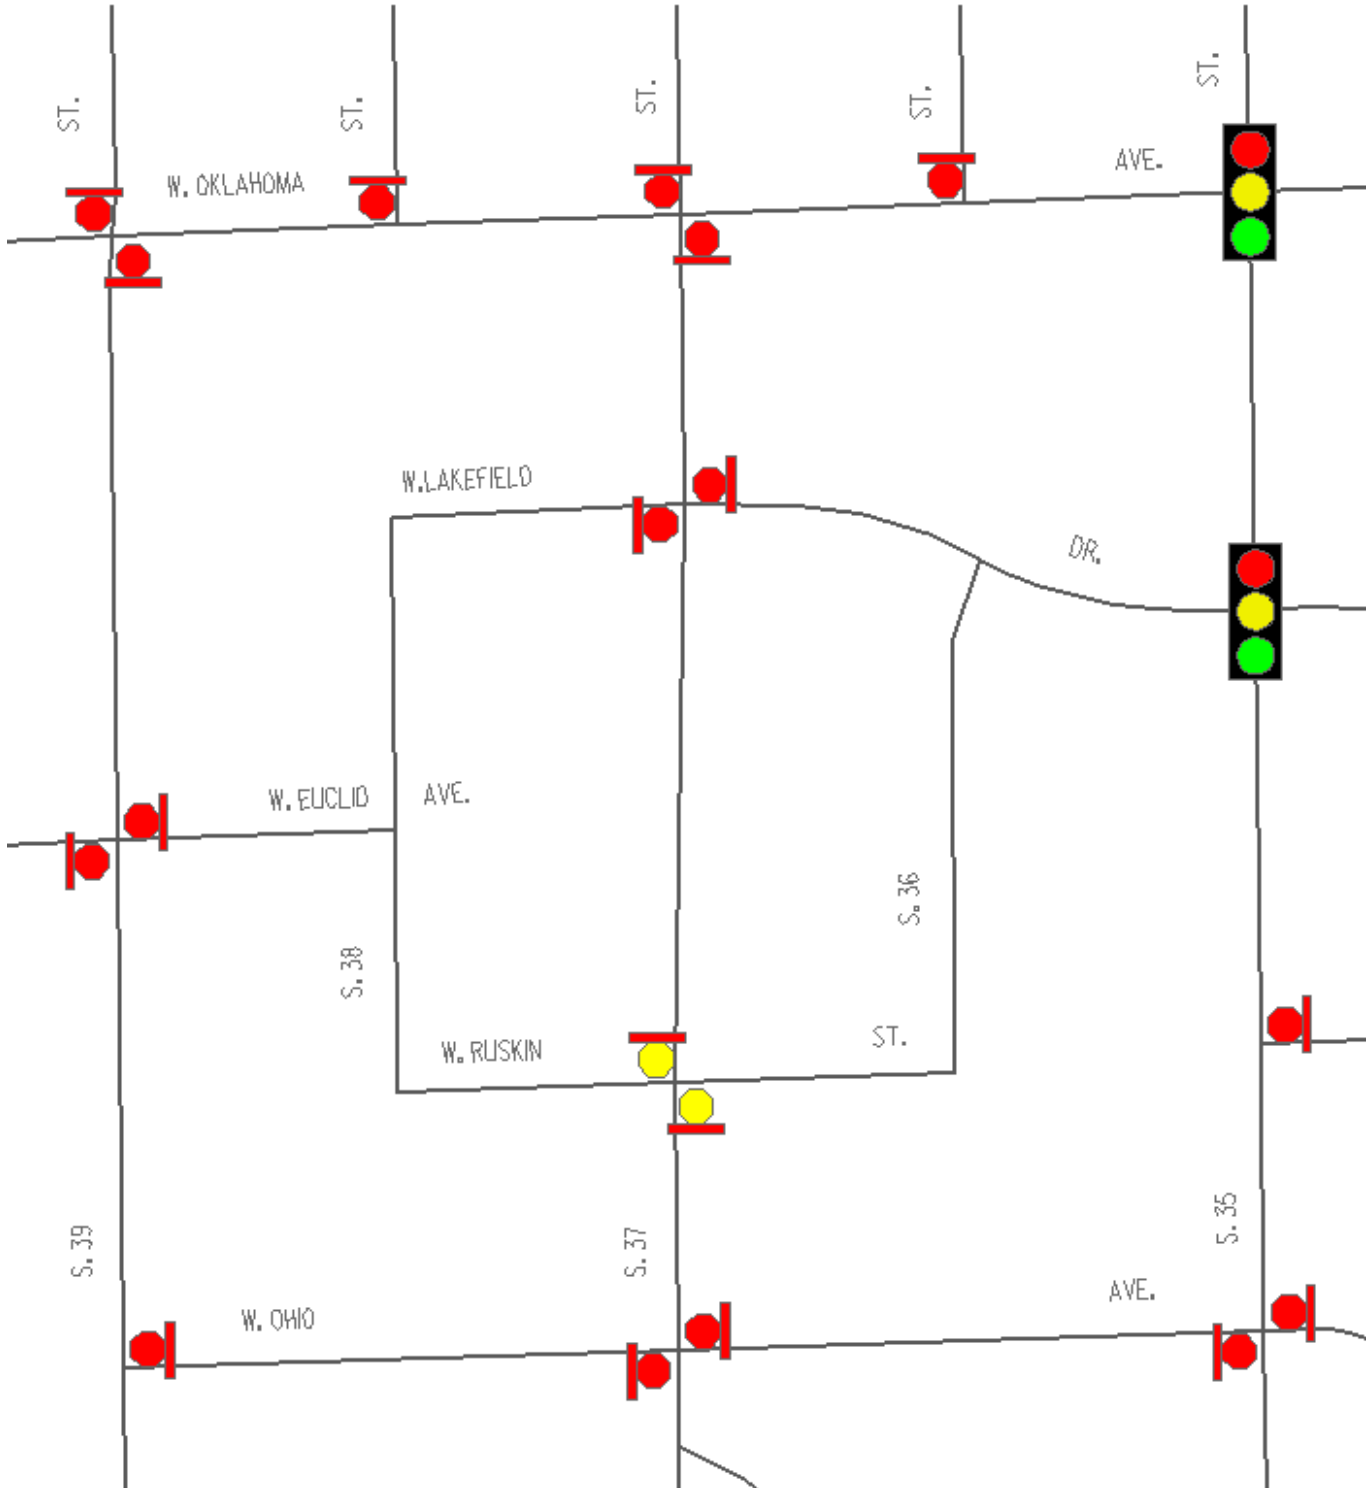 ST.
ST.
ST.
ST.
ST.
W. OKLAHOMA
AVE.
W. LAKEFIELD
DR.
W. EUCLID
AVE.
S. 36
S. 38
W. RUSKIN
ST.
S. 39
S. 37
S. 35
W. OHIO
AVE.